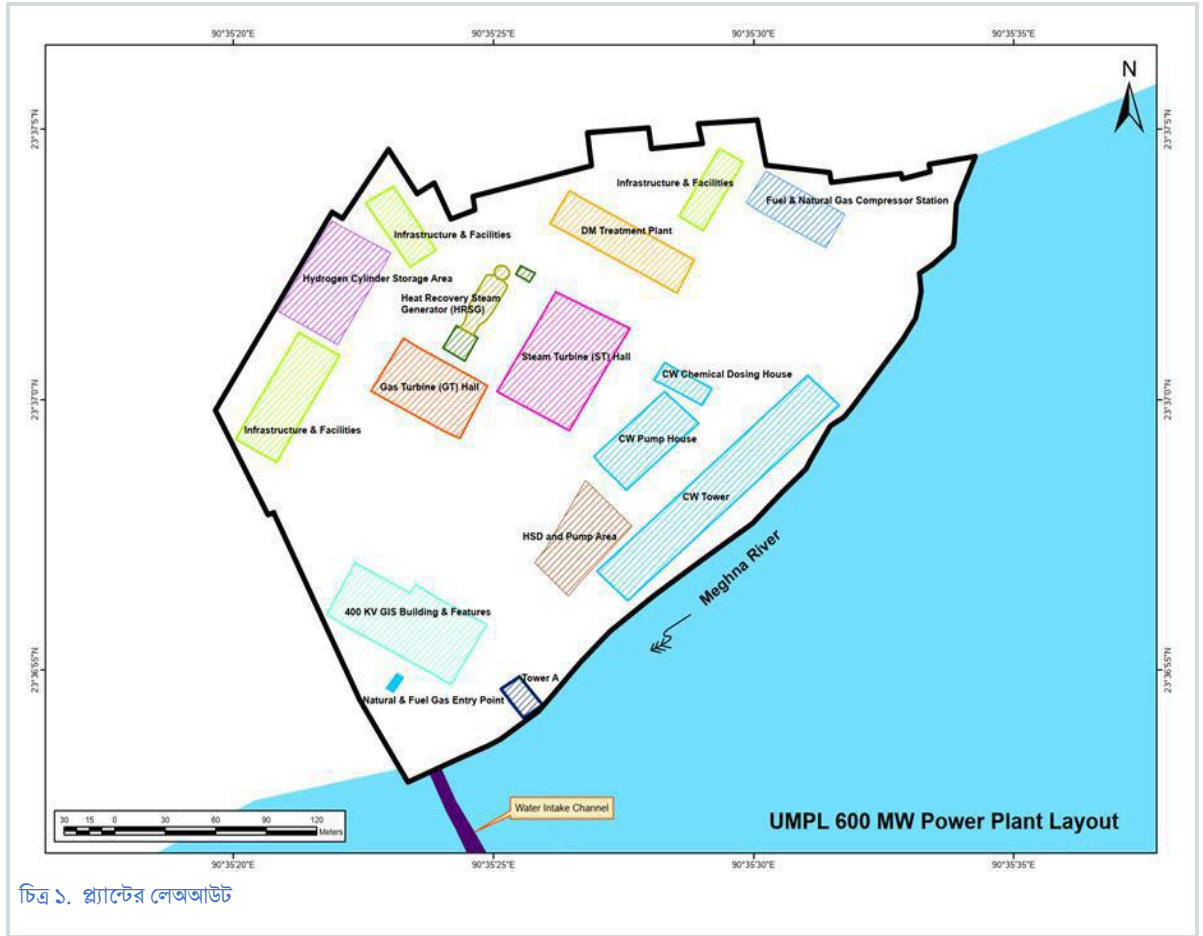 90°35'20"E
90°35'25"E
90°35'30"E
90°35'35"E
N
23°37'5"N
23°37'5"N
Infrastructure & Facilities
Fuel & Natural Gas Compressor Station
DM Treatment Plant
Infrastructure & Facilities
Hydrogen Cylinder Storage Area
Heat Recovery Steam
Generator (HRSG)
Steam Turbine (ST) Hall
CW Chemical Dosing House
Gas Turbine (GT) Hall
23°37'0"N
23°37'0"N
Infrastructure & Facilities
CW Pump House
CW Tower
HSD and Pump Area
Meghna River
400 KV GIS Building & Features
23°36'55"N
23°36'55"N
Tower A
Natural & Fuel Gas Entry Point
Water Intake Channel
30 15 0 30 60 90 120
Meters
UMPL 600 MW Power Plant Layout
90°35'20"E
90°35'25"E
90°35'30"E
90°35'35"E
চিত্র ১. প্ল্যান্টের লেঅআউট